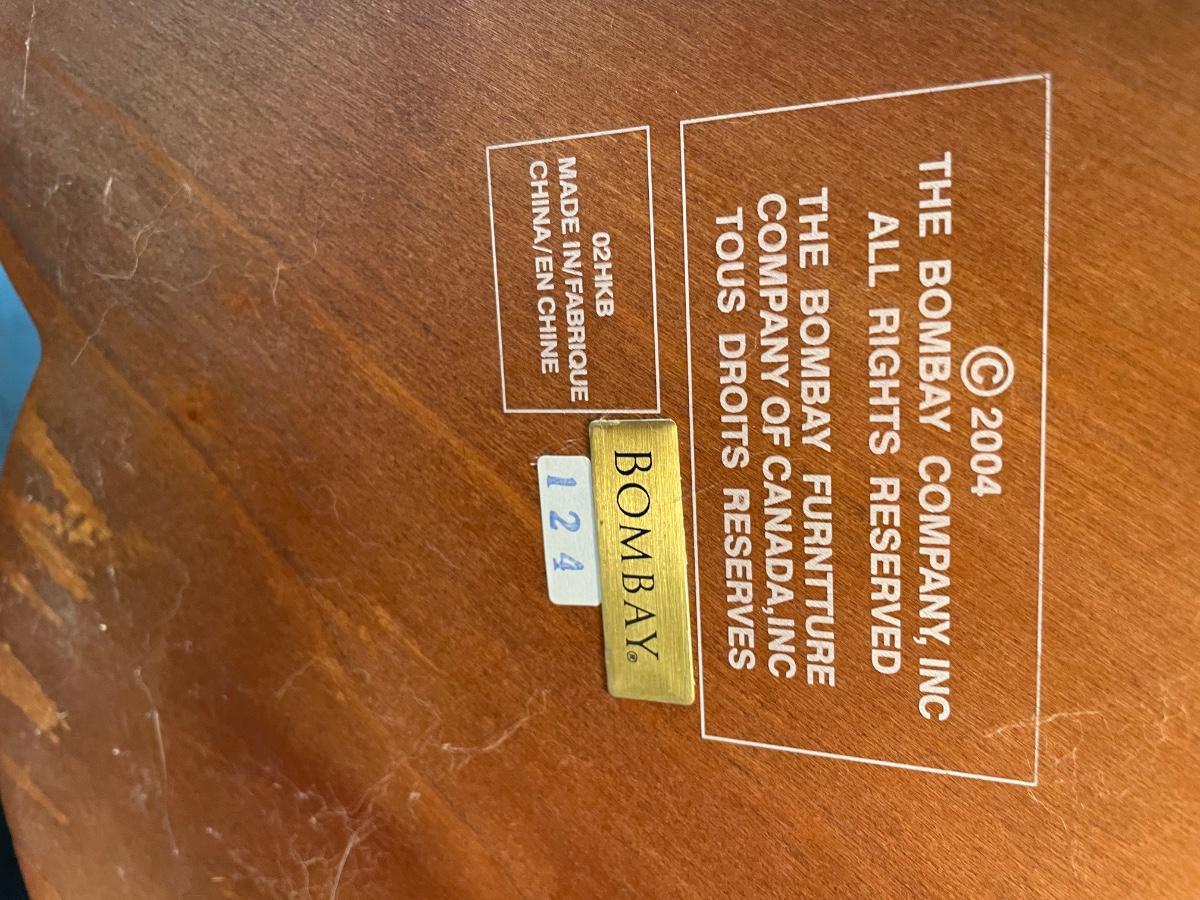 © 2004
THE BOMBAY COMPANY, INC
ALL RIGHTS RESERVED
THE BOMBAY FURNTTURE
COMPANY OF CANADA,INC
TOUS DROITS RESERVES
02HKB
MADE IN/FABRIQUE
CHINA/EN CHINE
BOMBAY®
124